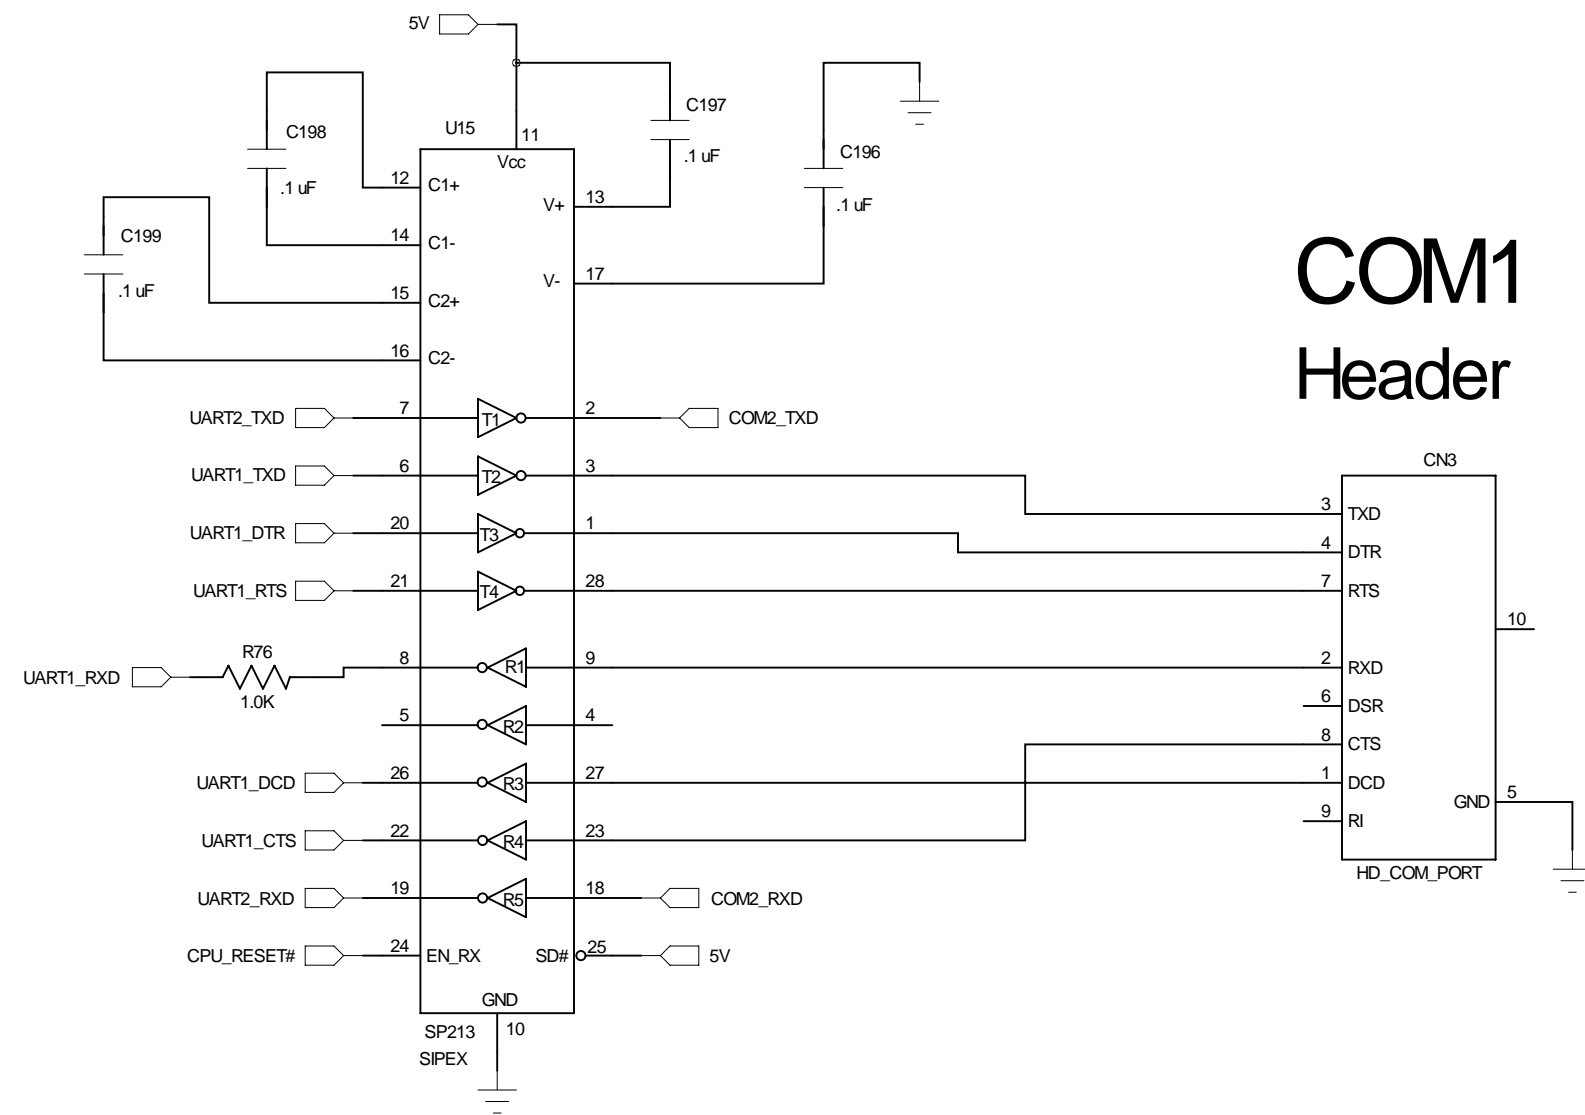 5V
C197
.1 uF
C198
.1 uF
U15
11
Vcc
C196
.1 uF
12 C1+
V+ 13
C199
.1 uF
14 C1-
V- 17
15 C2+
16 C2-
COM1
Header
UART2_TXD 7 T1 2 COM2_TXD
UART1_TXD 6 T2 3
UART1_DTR 20 T3 1
UART1_RTS 21 T4 28
R76
1.0K
UART1_RXD 8 R1 9
5 R2 4
UART1_DCD 26 R3 27
UART1_CTS 22 R4 23
UART2_RXD 19 R5 18 COM2_RXD
CPU_RESET# 24 EN_RX SD# 25 5V
GND
10
SP213
SIPEX
CN3
3 TXD
4 DTR
7 RTS
10
2 RXD
6 DSR
8 CTS
1 DCD
GND 5
9 RI
HD_COM_PORT